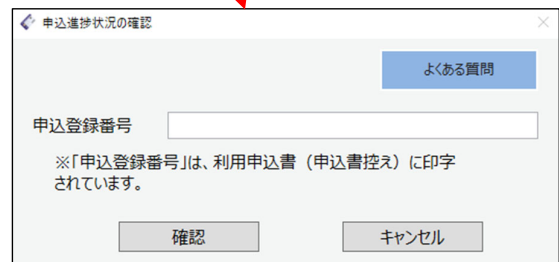 申込進捗状況の確認
よくある質問
申込登録番号
※「申込登録番号」は、利用申込書（申込書控え）に印字
されています。
確認
キャンセル